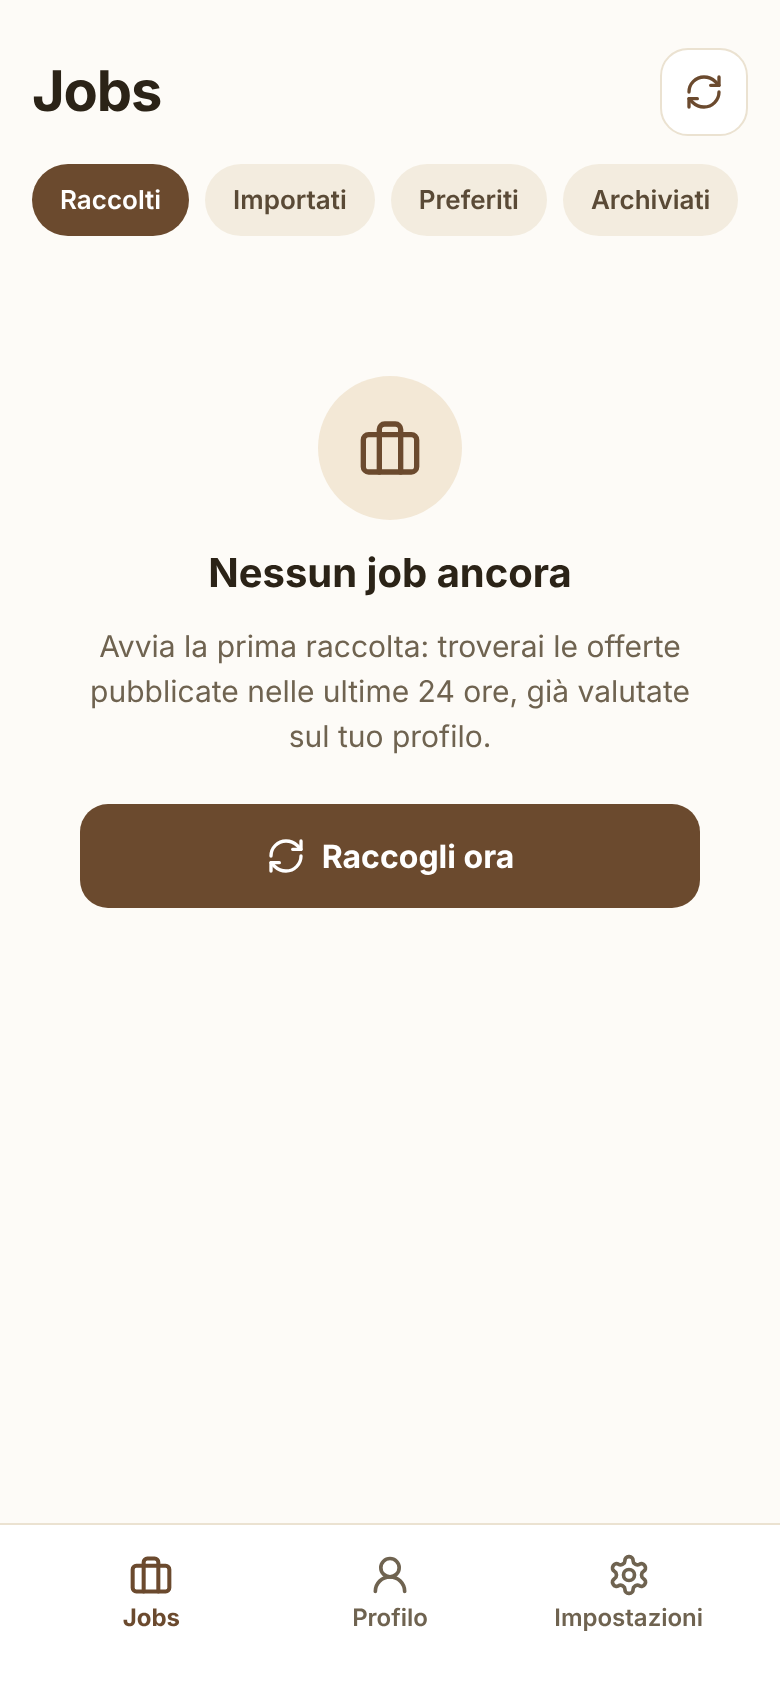 Jobs
Raccolti
Importati
Preferiti
Archiviati
Nessun job ancora
Avvia la prima raccolta: troverai le offerte
pubblicate nelle ultime 24 ore, già valutate
sul tuo profilo.
Raccogli ora
Jobs
Profilo
Impostazioni